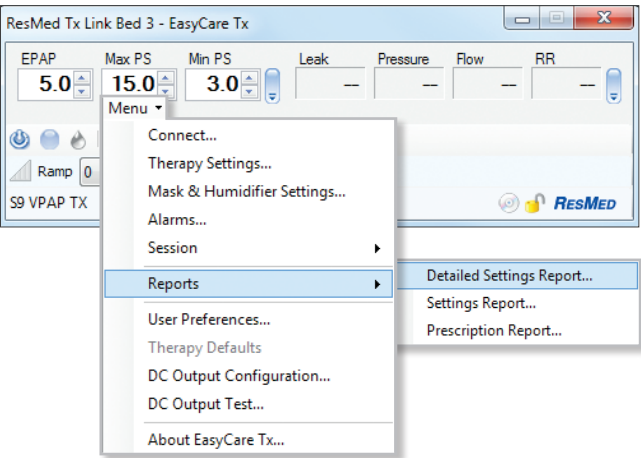 ResMed Tx Link Bed 3 - EasyCare Tx
EPAP Max PS Min PS Leak Pressure Flow RR
5.0 15.0 3.0 -- -- -- --
Menu
Connect...
Therapy Settings...
Ramp 0
Mask & Humidifier Settings...
S9 VPAP TX
RESMED
Alarms...
Session
Reports
Detailed Settings Report...
Settings Report...
Prescription Report...
User Preferences...
Therapy Defaults
DC Output Configuration...
DC Output Test...
About EasyCare Tx...